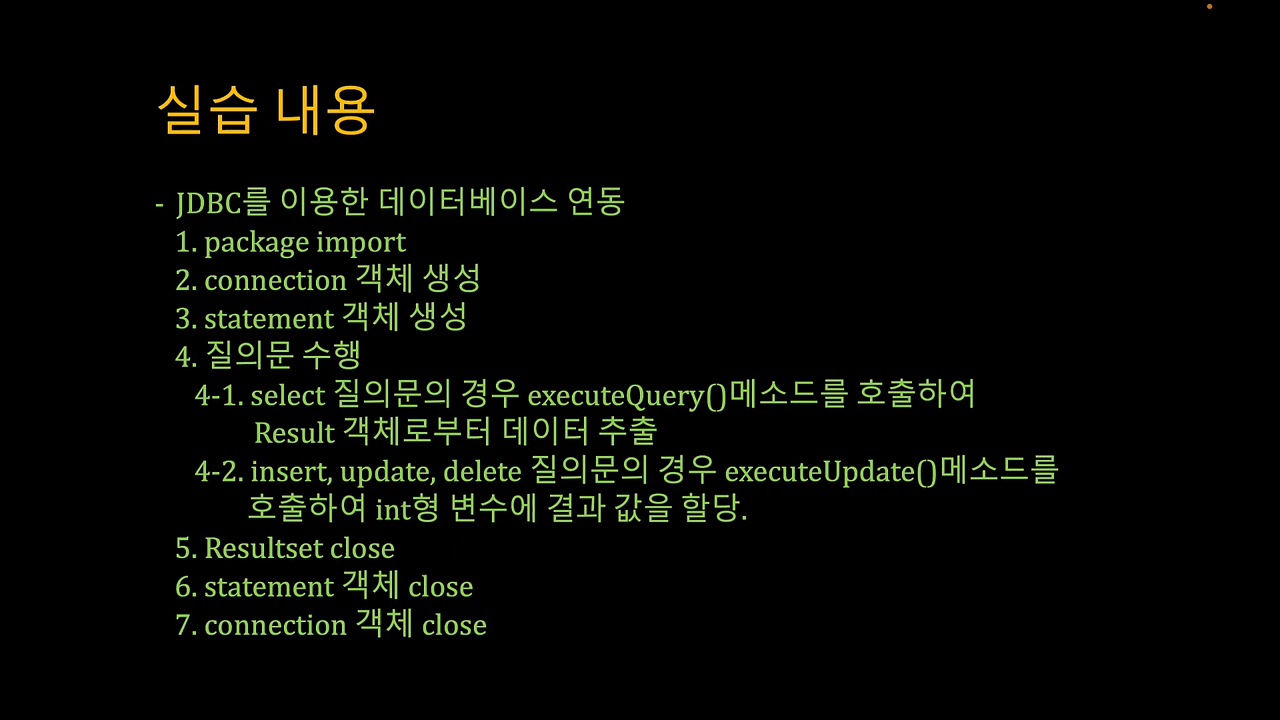 실습 내용
- JDBC를 이용한 데이터베이스 연동
1. package import
2. connection 객체 생성
3. statement 객체 생성
4. 질의문 수행
4-1. select 질의문의 경우 executeQuery()메소드를 호출하여
Result 객체로부터 데이터 추출
4-2. insert, update, delete 질의문의 경우 executeUpdate()메소드를
호출하여 int형 변수에 결과 값을 할당.
5. Resultset close
6. statement 객체 close
7. connection 객체 close